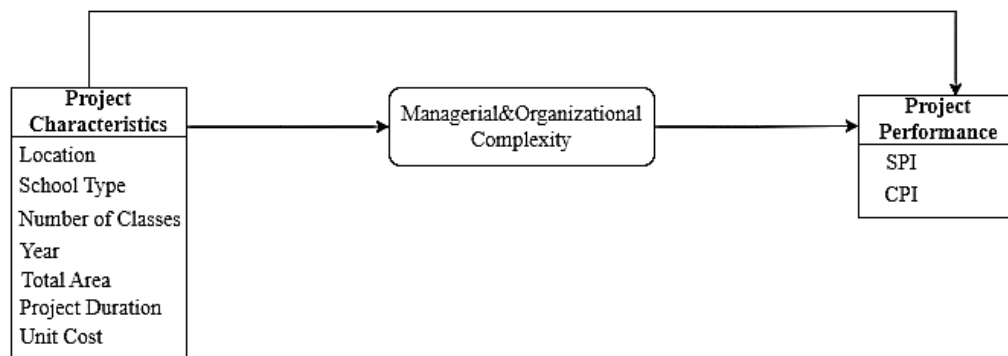 Project
Characteristics
Location
School Type
Number of Classes
Year
Total Area
Project Duration
Unit Cost
Managerial&Organizational
Complexity
Project
Performance
SPI
CPI